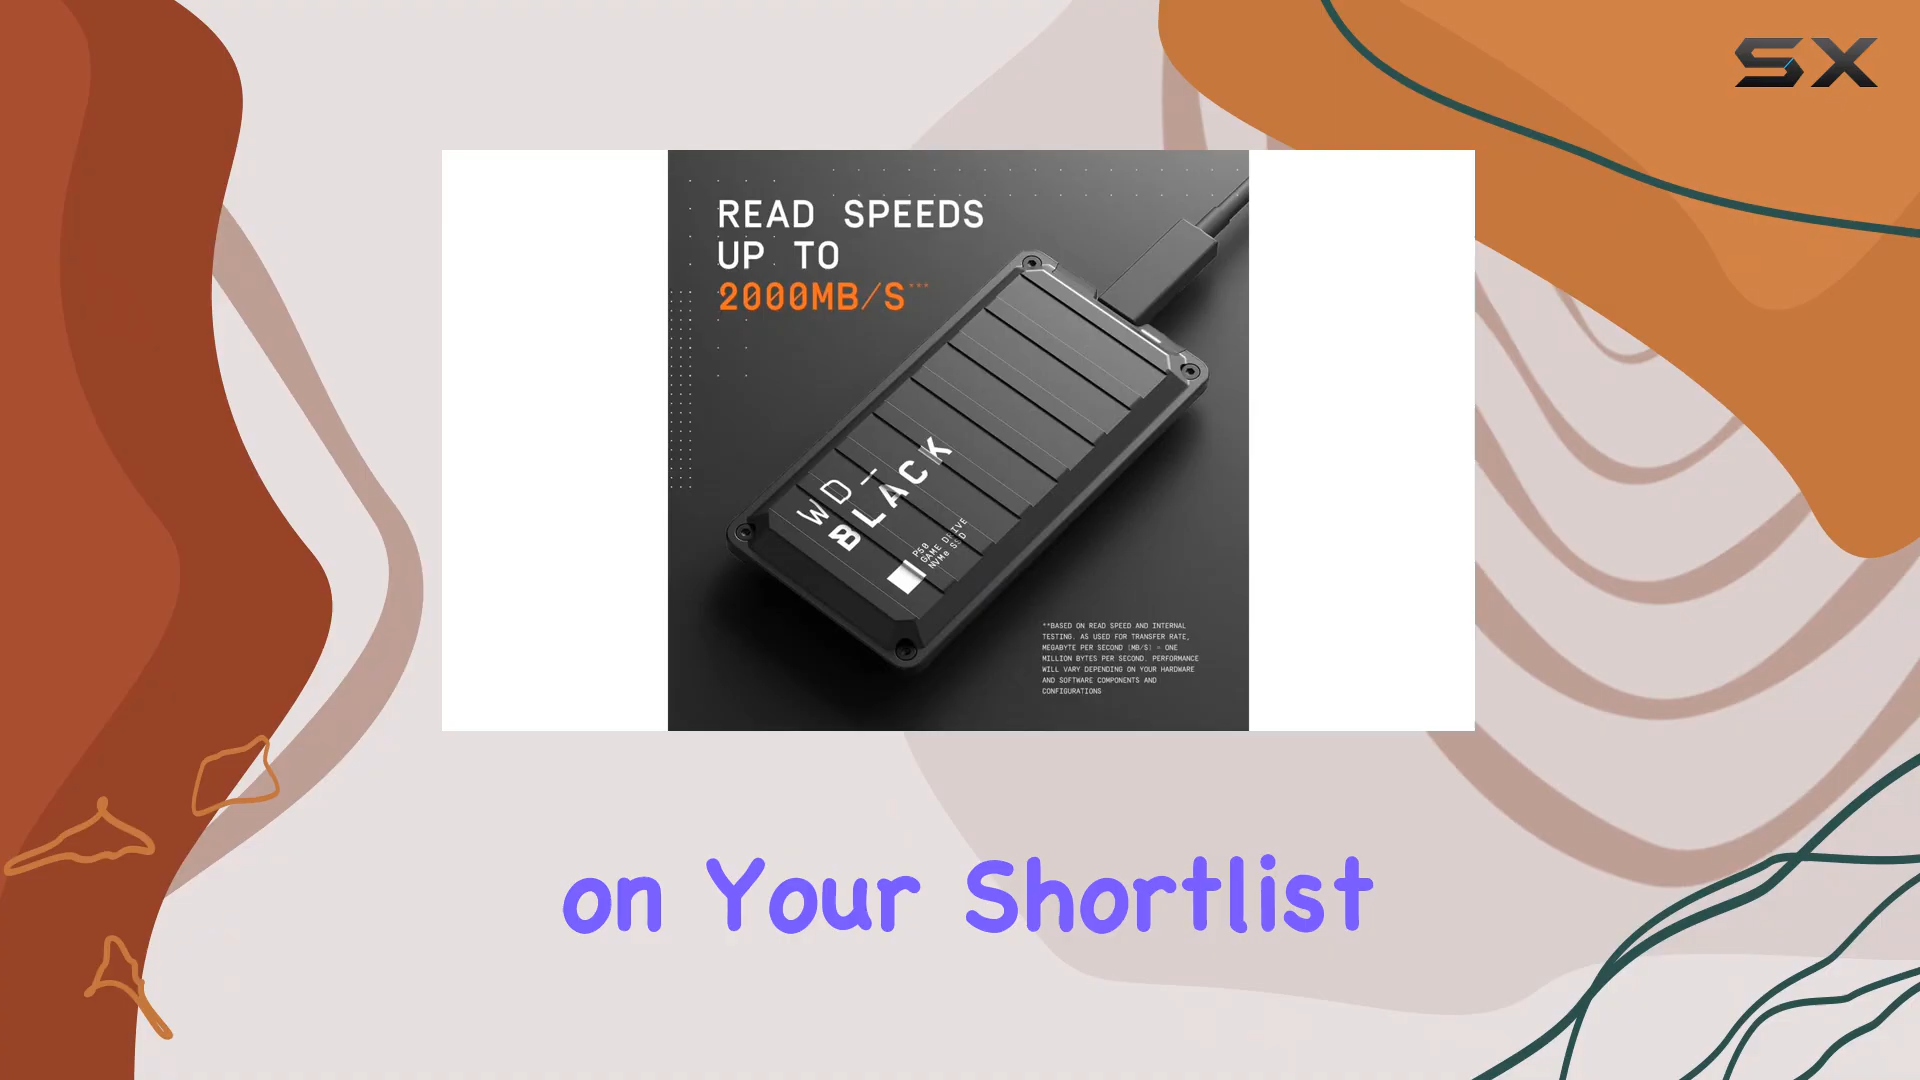 SX
READ SPEEDS
UP TO
2000MB/S***
WD_
BLACK
P50
GAME DRIVE
NVMe SSD
**BASED ON READ SPEED AND INTERNAL
TESTING. AS USED FOR TRANSFER RATE,
MEGABYTE PER SECOND (MB/S) = ONE
MILLION BYTES PER SECOND. PERFORMANCE
WILL VARY DEPENDING ON YOUR HARDWARE
AND SOFTWARE COMPONENTS AND
CONFIGURATIONS
on Your Shortlist